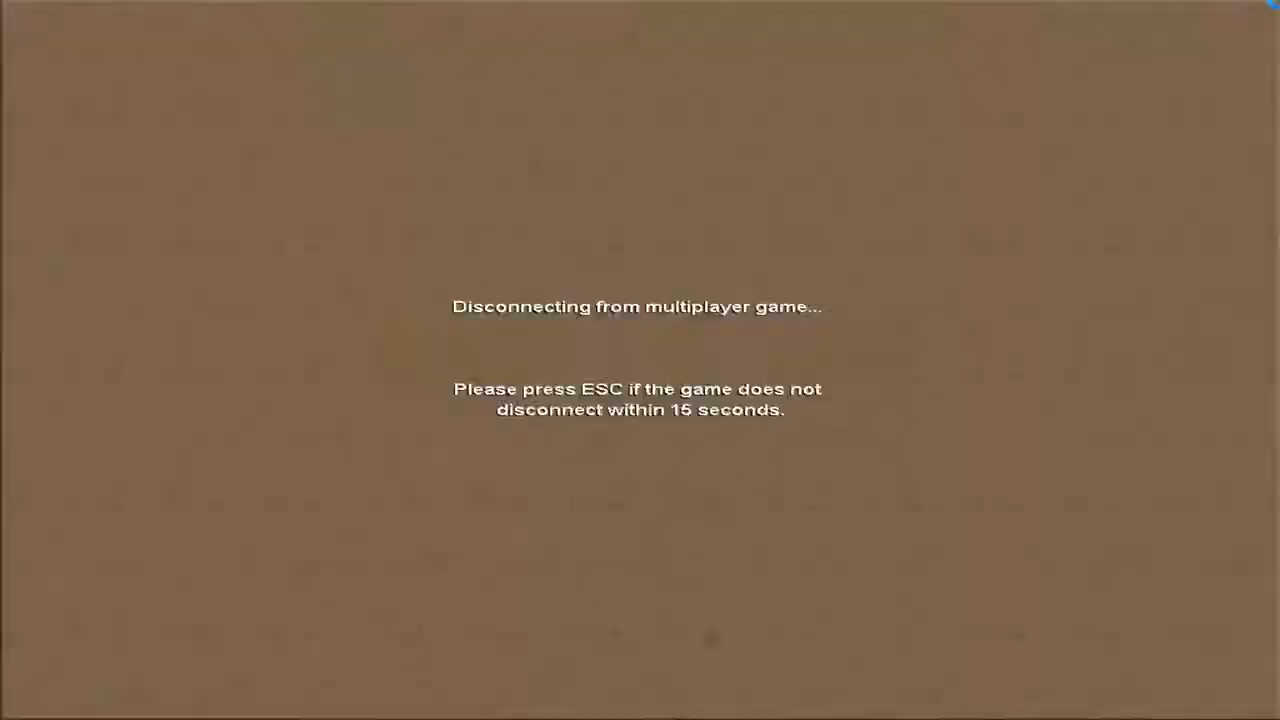 Disconnecting from multiplayer game...
Please press ESC if the game does not
disconnect within 15 seconds.